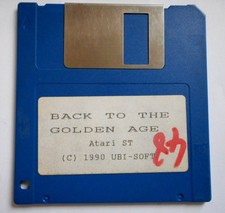 BACK TO THE
GOLDEN AGE
Atari ST
(C) 1990 UBI-SOFT